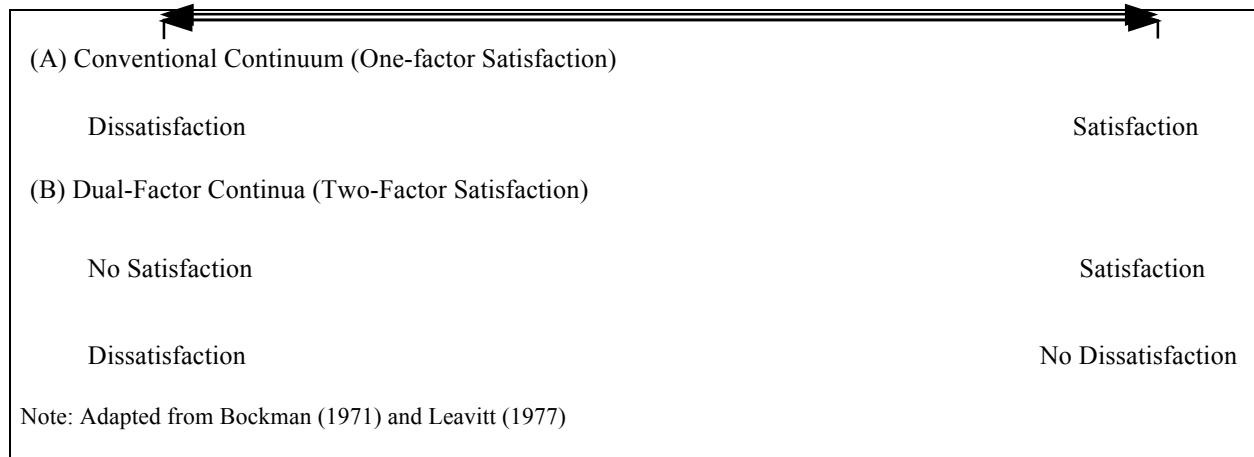 (A) Conventional Continuum (One-factor Satisfaction)
Dissatisfaction Satisfaction
(B) Dual-Factor Continua (Two-Factor Satisfaction)
No Satisfaction Satisfaction
Dissatisfaction No Dissatisfaction
Note: Adapted from Bockman (1971) and Leavitt (1977)